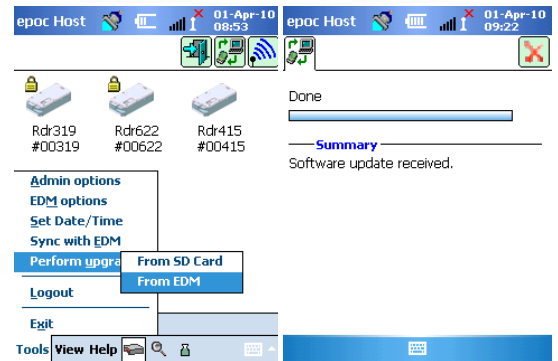 epoc Host 01-Apr-10 08:53
Rdr319 Rdr622 Rdr415
#00319 #00622 #00415
Admin options
EDM options
Set Date/Time
Sync with EDM
Perform upgra
From SD Card
From EDM
Logout
Exit
Tools View Help
epoc Host 01-Apr-10 09:22
Done
Summary
Software update received.